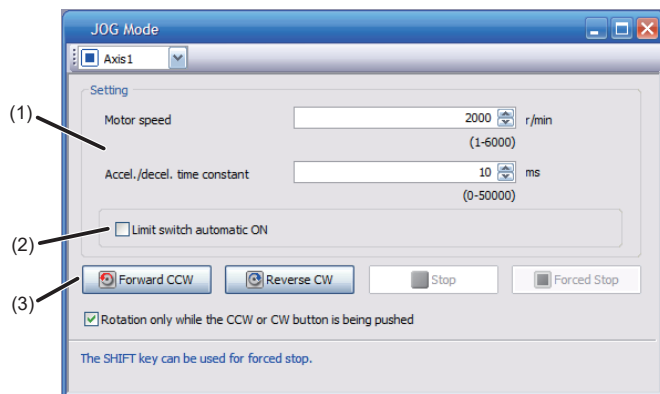 JOG Mode
Axis1
Setting
(1)
Motor speed 2000 r/min
(1-6000)
Accel./decel. time constant 10 ms
(0-50000)
(2)
Limit switch automatic ON
(3)
Forward CCW Reverse CW Stop Forced Stop
Rotation only while the CCW or CW button is being pushed
The SHIFT key can be used for forced stop.